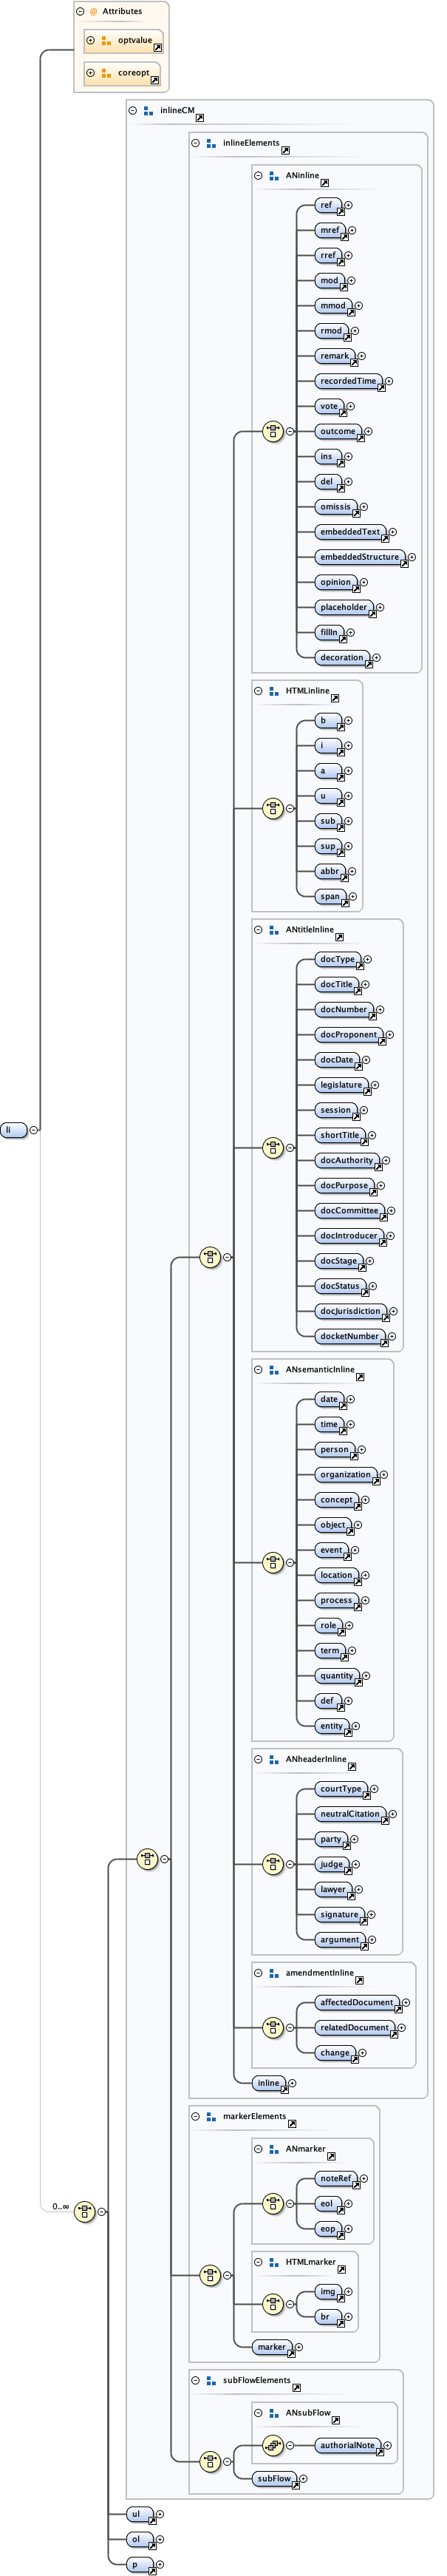 Attributes
optvalue
coreopt
inlineCM
inlineElements
ANinline
ref
mref
rref
mod
mmod
rmod
remark
recordedTime
vote
outcome
ins
del
omissis
embeddedText
embeddedStructure
opinion
placeholder
fillIn
decoration
HTMLinline
b
i
a
u
sub
sup
abbr
span
ANtitleInline
docType
docTitle
docNumber
docProponent
docDate
legislature
session
shortTitle
docAuthority
docPurpose
docCommittee
docIntroducer
docStage
docStatus
docJurisdiction
docketNumber
li
ANsemanticInline
date
time
person
organization
concept
object
event
location
process
role
term
quantity
def
entity
ANheaderInline
courtType
neutralCitation
party
judge
lawyer
signature
argument
amendmentInline
affectedDocument
relatedDocument
change
inline
markerElements
ANmarker
noteRef
eol
eop
0..∞
HTMLmarker
img
br
marker
subFlowElements
ANsubFlow
authorialNote
subFlow
ul
ol
p